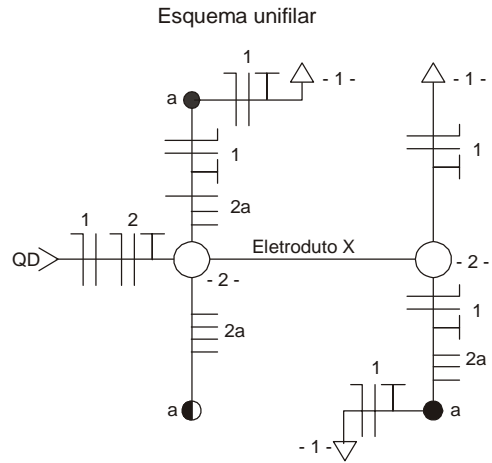 Esquema unifilar
1
- 1 -
- 1 -
a
1
1
2a
1 2
QD
Eletroduto X
- 2 -
- 2 -
1
2a
2a
1
a
a
- 1 -